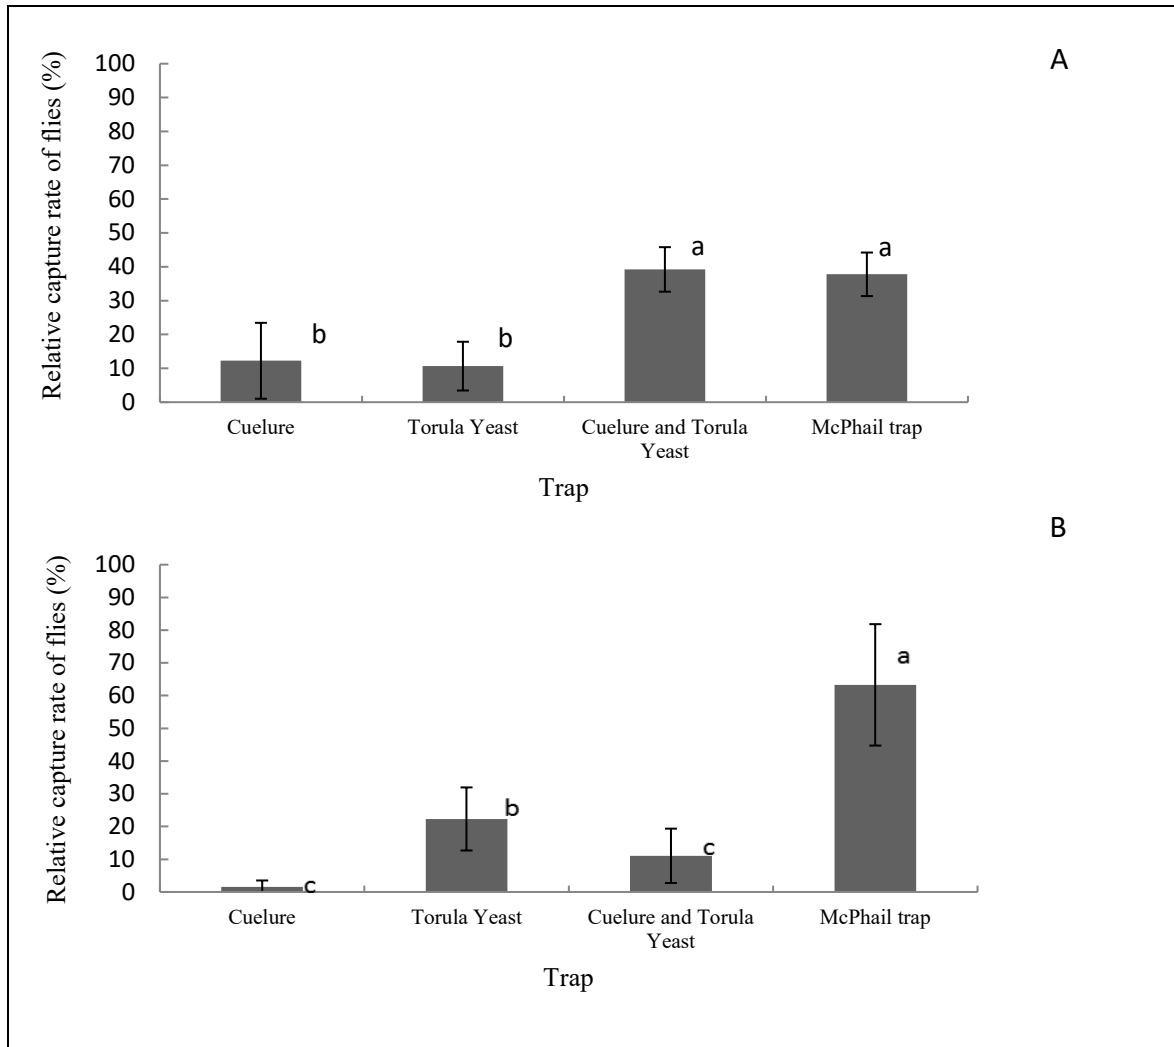 A
Relative capture rate of flies (%)
100
90
80
70
60
50
40
30
20
10
0
a
a
b
b
Cuelure
Torula Yeast
Cuelure and Torula
Yeast
McPhail trap
Trap
B
Relative capture rate of flies (%)
100
90
80
70
60
50
40
30
20
10
0
a
b
c
c
Cuelure
Torula Yeast
Cuelure and Torula
Yeast
McPhail trap
Trap